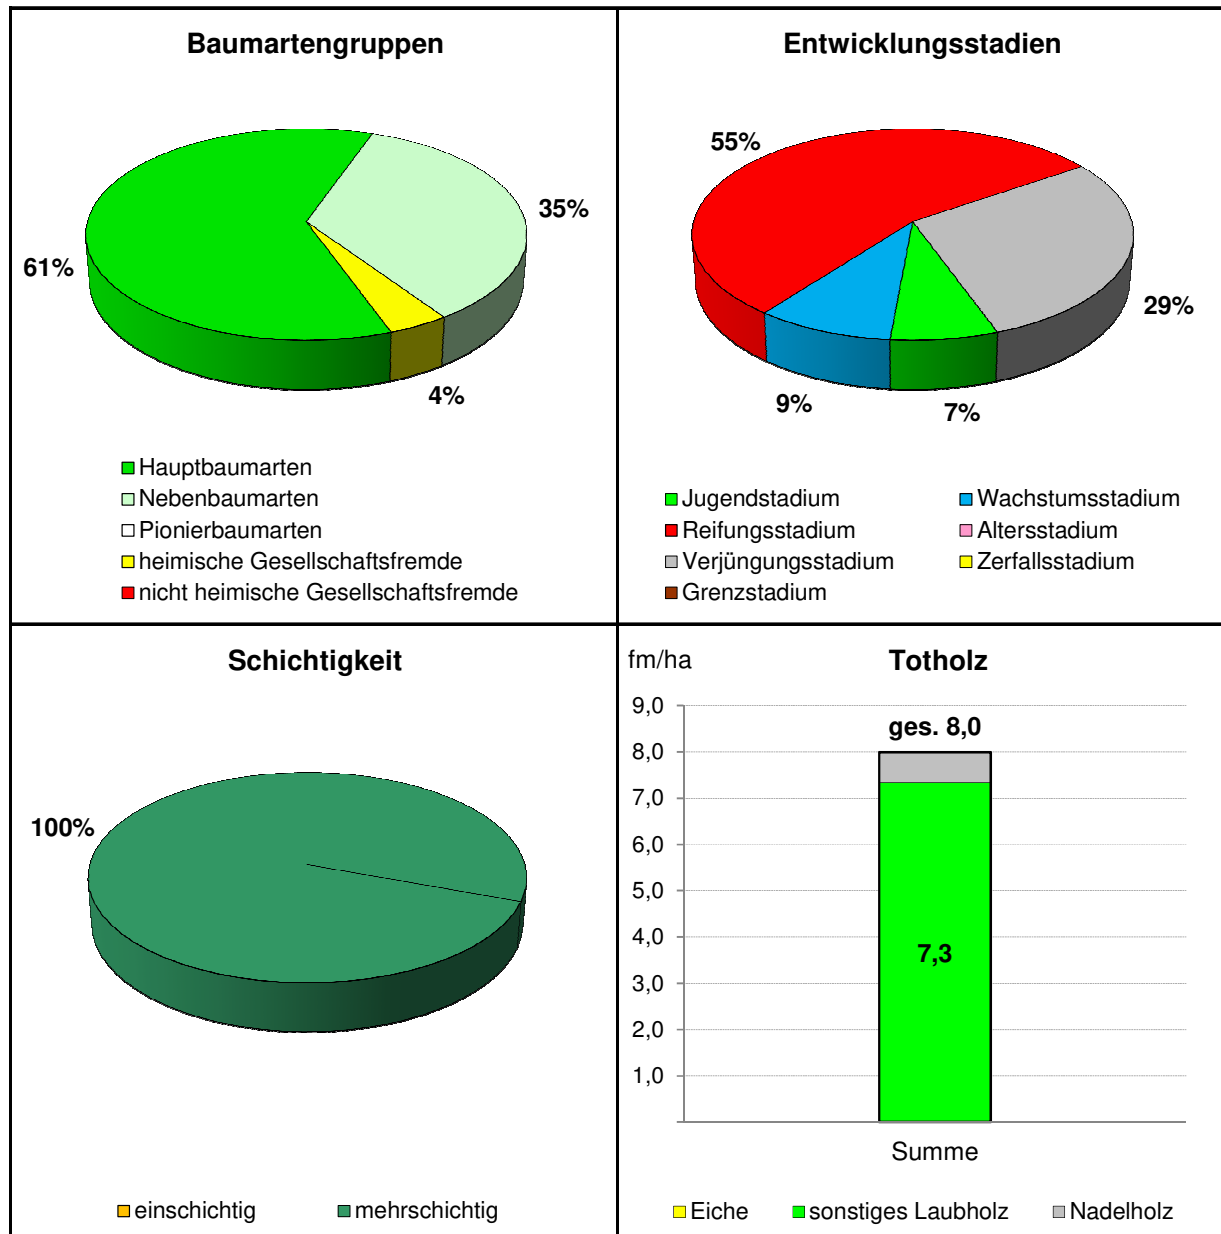 Baumartengruppen
61%
35%
4%
Hauptbaumarten
Nebenbaumarten
Pionierbaumarten
heimische Gesellschaftsfremde
nicht heimische Gesellschaftsfremde
Entwicklungsstadien
55%
29%
9%
7%
Jugendstadium Wachstumsstadium
Reifungsstadium Altersstadium
Verjüngungsstadium Zerfallsstadium
Grenzstadium
Schichtigkeit
100%
einschichtig mehrschichtig
fm/ha Totholz
9,0
ges. 8,0
8,0
7,0
6,0
5,0
4,0
7,3
3,0
2,0
1,0
Summe
Eiche sonstiges Laubholz Nadelholz